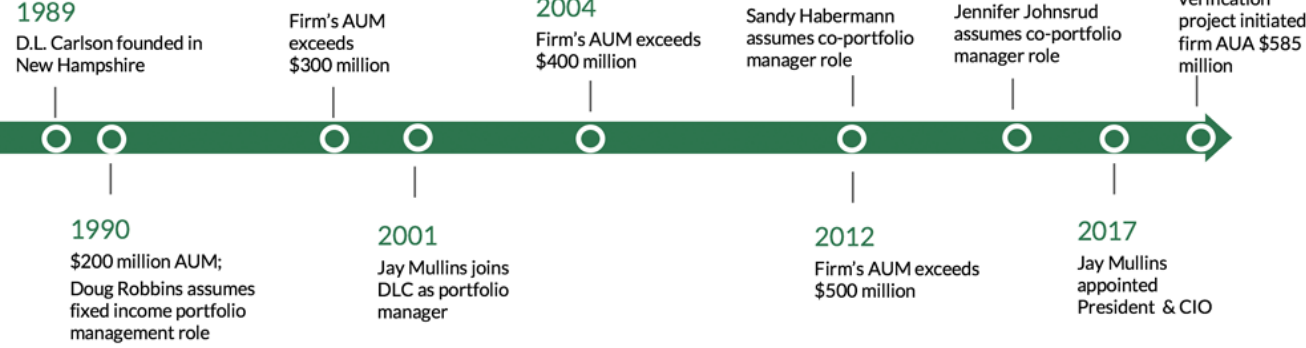 1989
D.L. Carlson founded in
New Hampshire
Firm's AUM
exceeds
$300 million
2004
Firm's AUM exceeds
$400 million
Sandy Habermann
assumes co-portfolio
manager role
Jennifer Johnsrud
assumes co-portfolio
manager role
verification
project initiated
firm AUA $585
million
1990
$200 million AUM;
Doug Robbins assumes
fixed income portfolio
management role
2001
Jay Mullins joins
DLC as portfolio
manager
2012
Firm's AUM exceeds
$500 million
2017
Jay Mullins
appointed
President & CIO